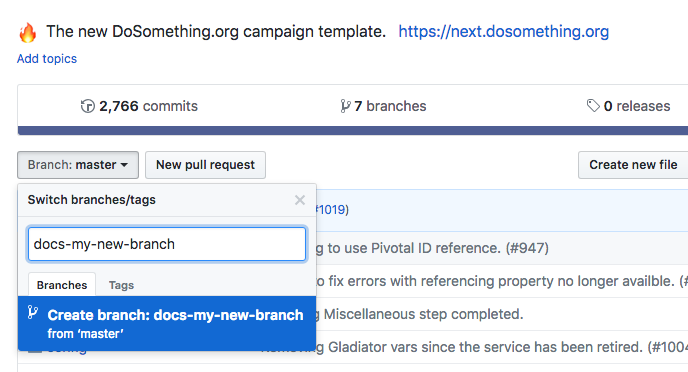 The new DoSomething.org campaign template. https://next.dosomething.org
Add topics
2,766 commits 7 branches 0 releases
Branch: master New pull request Create new file
Switch branches/tags
#1019)
docs-my-new-branch
g to use Pivotal ID reference. (#947)
Branches Tags
o fix errors with referencing property no longer availble. (#
Create branch: docs-my-new-branch
from ‘master’
g Miscellaneous step completed.
Gladiator vars since the service has been retired. (#1004